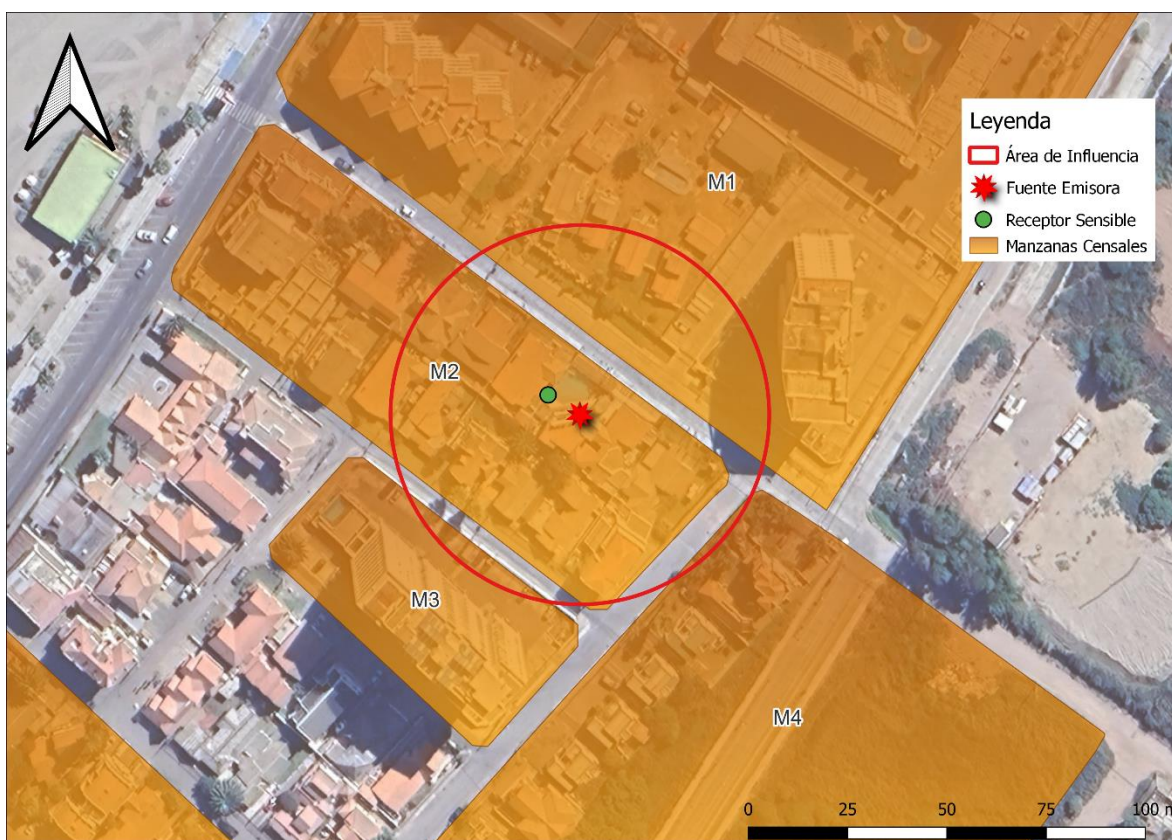 Leyenda
Área de Influencia
Fuente Emisora
Receptor Sensible
Manzanas Censales
M1
M2
M3
M4
0 25 50 75 100 m